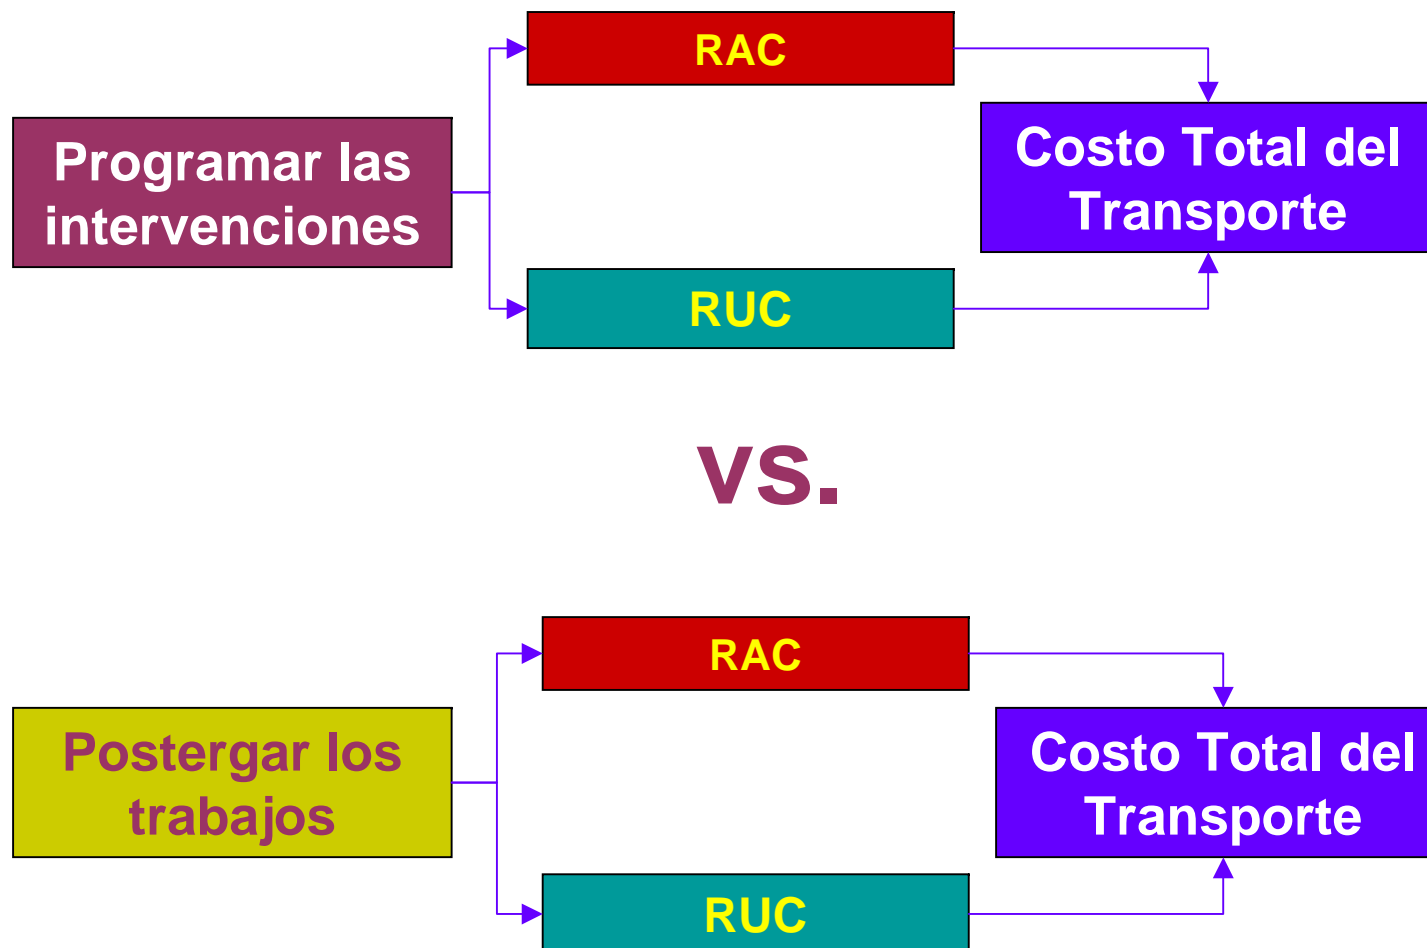 RAC
Programar las
intervenciones
Costo Total del
Transporte
RUC
vs.
RAC
Postergar los
trabajos
Costo Total del
Transporte
RUC